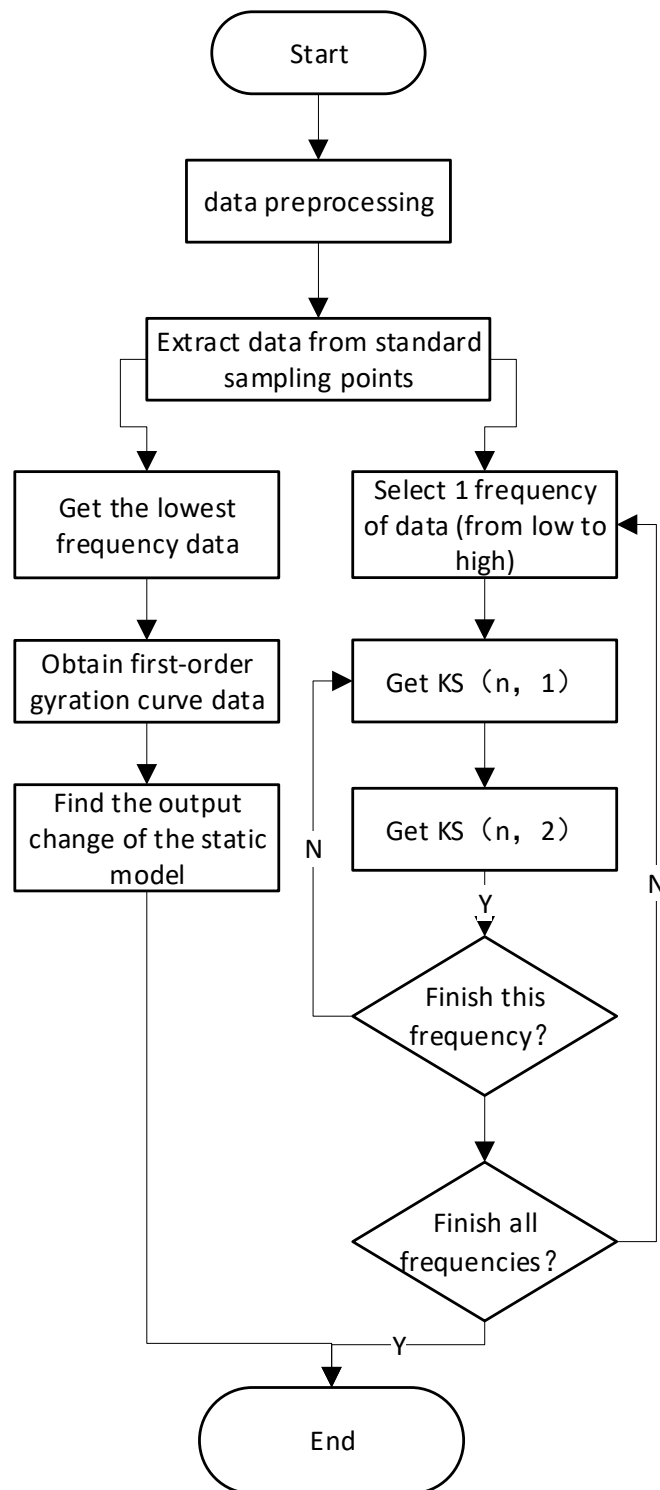 Start
data preprocessing
Extract data from standard
sampling points
Get the lowest
frequency data
Obtain first-order
gyration curve data
Find the output
change of the static
model
Select 1 frequency
of data (from low to
high)
Get KS（n，1）
Get KS（n，2）
N
N
Y
Finish this
frequency？
Finish all
frequencies？
Y
End